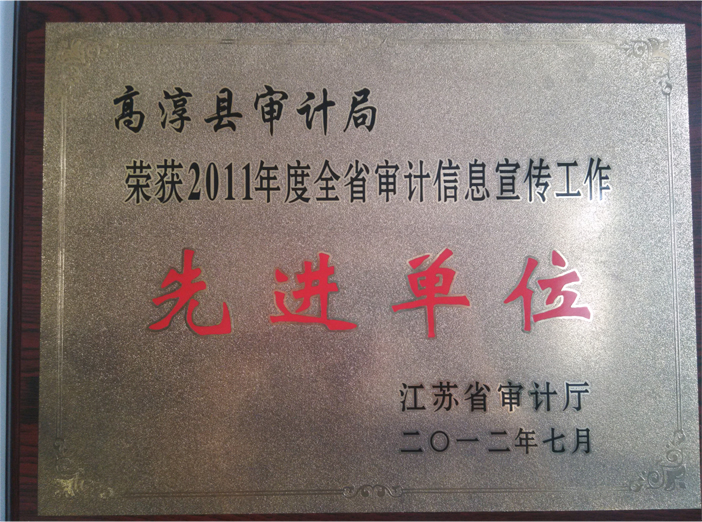 高淳县审计局
荣获2011年度全省审计信息宣传工作
先进单位
江苏省审计厅
二〇一二年七月